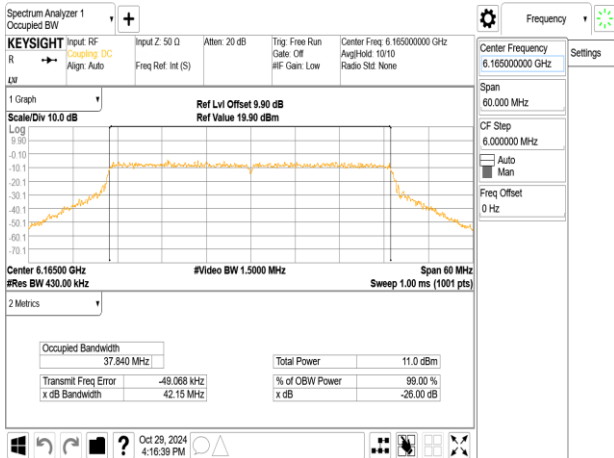 Spectrum Analyzer 1
Occupied BW
KEYSIGHT
R
LXI
Input: RF
Coupling: DC
Align: Auto
Input Z: 50 Ω
Freq Ref: Int (S)
Atten: 20 dB
Trig: Free Run
Gate: Off
#IF Gain: Low
Center Freq: 6.165000000 GHz
Avg|Hold: 10/10
Radio Std: None
1 Graph
Scale/Div 10.0 dB
Ref Lvl Offset 9.90 dB
Ref Value 19.90 dBm
Log
9.90
-0.10
-10.1
-20.1
-30.1
-40.1
-50.1
-60.1
-70.1
Center 6.16500 GHz
#Res BW 430.00 kHz
#Video BW 1.5000 MHz
Span 60 MHz
Sweep 1.00 ms (1001 pts)
2 Metrics
Occupied Bandwidth
37.840 MHz
Transmit Freq Error -49.068 kHz
x dB Bandwidth 42.15 MHz
Total Power 11.0 dBm
% of OBW Power 99.00 %
x dB -26.00 dB
?
Oct 29, 2024
4:16:39 PM
Frequency
Settings
Center Frequency
6.165000000 GHz
Span
60.000 MHz
CF Step
6.000000 MHz
Auto
Man
Freq Offset
0 Hz